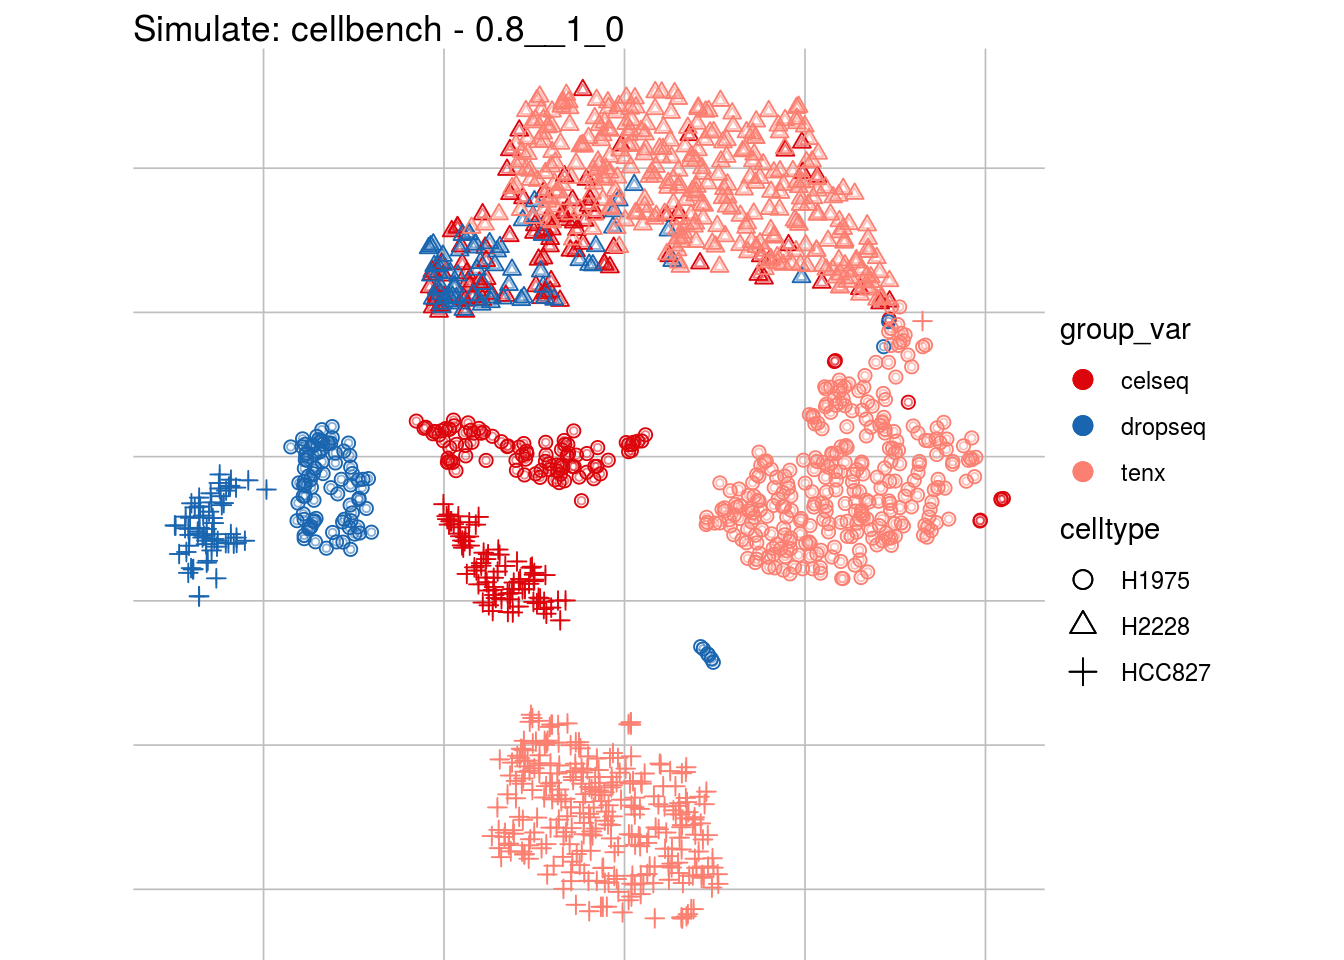 Simulate: cellbench - 0.8__1_0
group_var
celseq
dropseq
tenx
celltype
H1975
H2228
HCC827